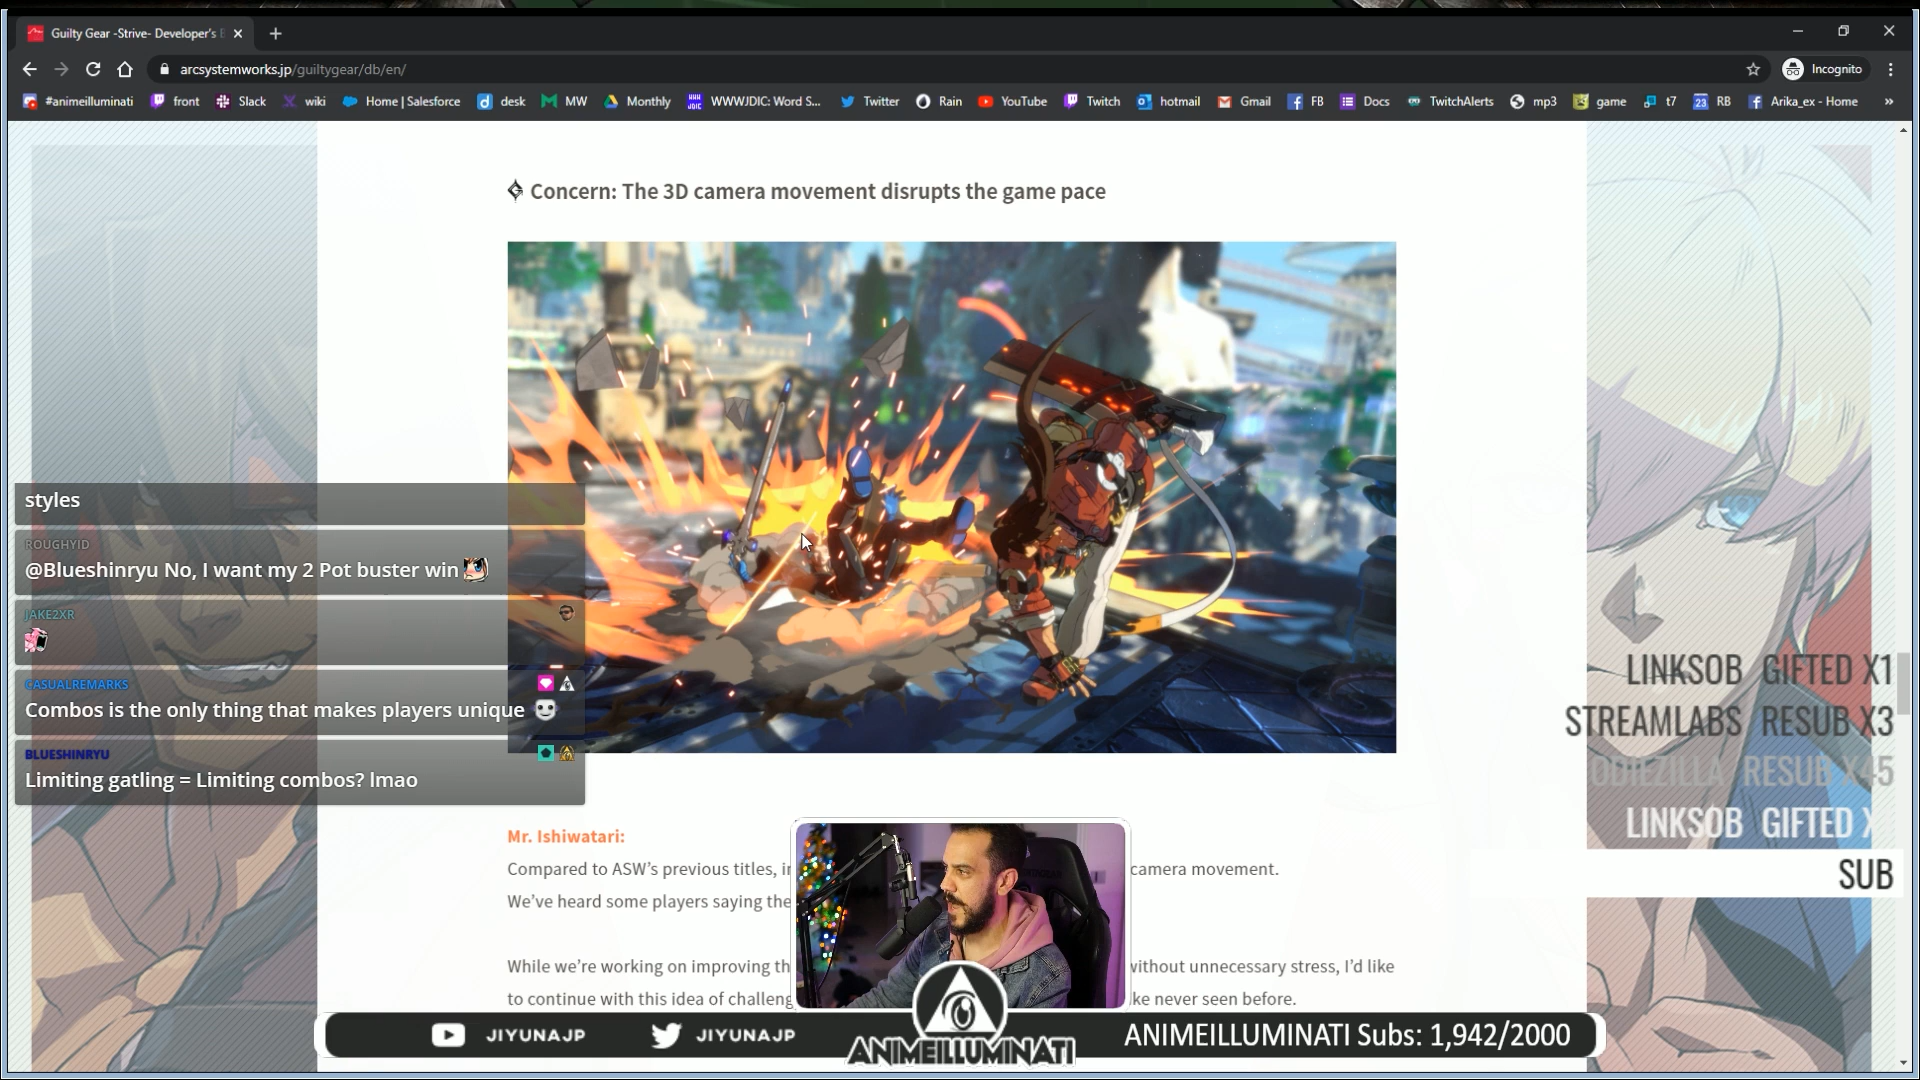 Guilty Gear -Strive- Developer's
arcsystemworks.jp/guiltygear/db/en/
Incognito
#animeilluminati front Slack wiki Home | Salesforce desk MW Monthly WWWJDIC: Word S... Twitter Rain YouTube Twitch hotmail Gmail FB Docs TwitchAlerts mp3 game t7 RB Arika_ex - Home »
23
Concern: The 3D camera movement disrupts the game pace
styles
ROUGHYID
@Blueshinryu No, I want my 2 Pot buster win
JAKE2XR
CASUALREMARKS
Combos is the only thing that makes players unique
BLUESHINRYU
Limiting gatling = Limiting combos? lmao
LINKSOB GIFTED X1
STREAMLABS RESUB X3
ODIEZILLA RESUB X45
LINKSOB GIFTED
SUB
Mr. Ishiwatari:
Compared to ASW's previous titles, camera movement.
We've heard some players saying the
While we're working on improving without unnecessary stress, I'd like
to continue with this idea of never seen before.
JIYUNAJP JIYUNAJP ANIMEILLUMINATI ANIMEILLUMINATI Subs: 1,942/2000